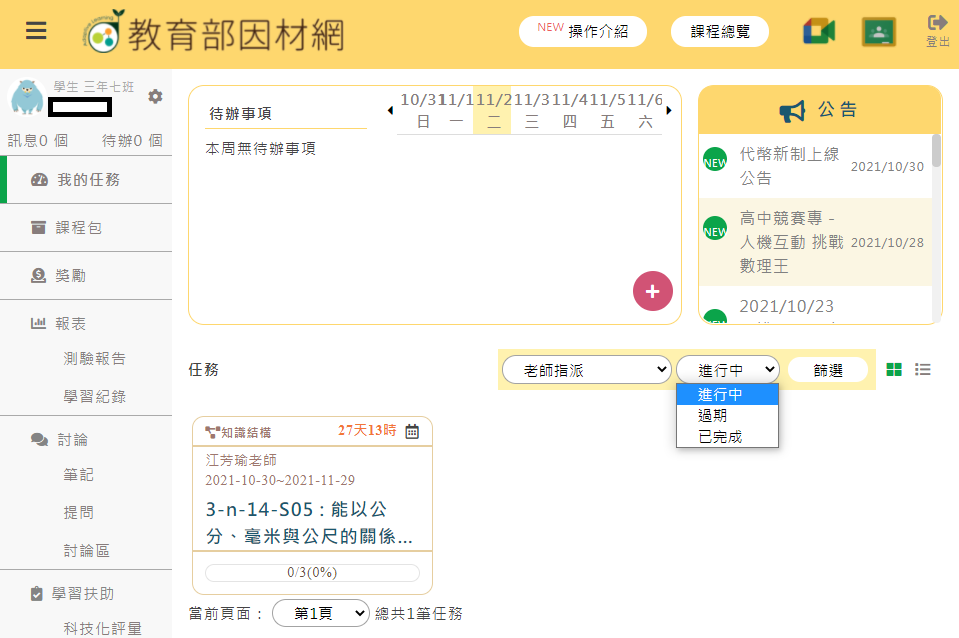 教育部因材網
NEW 操作介紹
課程總覽
登出
學生 三年七班
訊息0 個 待辦0 個
我的任務
課程包
獎勵
報表
測驗報告
學習紀錄
討論
筆記
提問
討論區
學習扶助
科技化評量
待辦事項
10/31 11/1 11/2 11/3 11/4 11/5 11/6
日 一 二 三 四 五 六
本周無待辦事項
+
公告
NEW
代幣新制上線
公告
2021/10/30
NEW
高中競賽專 -
人機互動 挑戰
數理王
2021/10/28
NEW
2021/10/23
任務
老師指派
進行中
篩選
進行中
過期
已完成
知識結構
27天13時
江芳瑜老師
2021-10-30~2021-11-29
3-n-14-S05 : 能以公
分、毫米與公尺的關係...
0/3(0%)
當前頁面： 第1頁 總共1筆任務